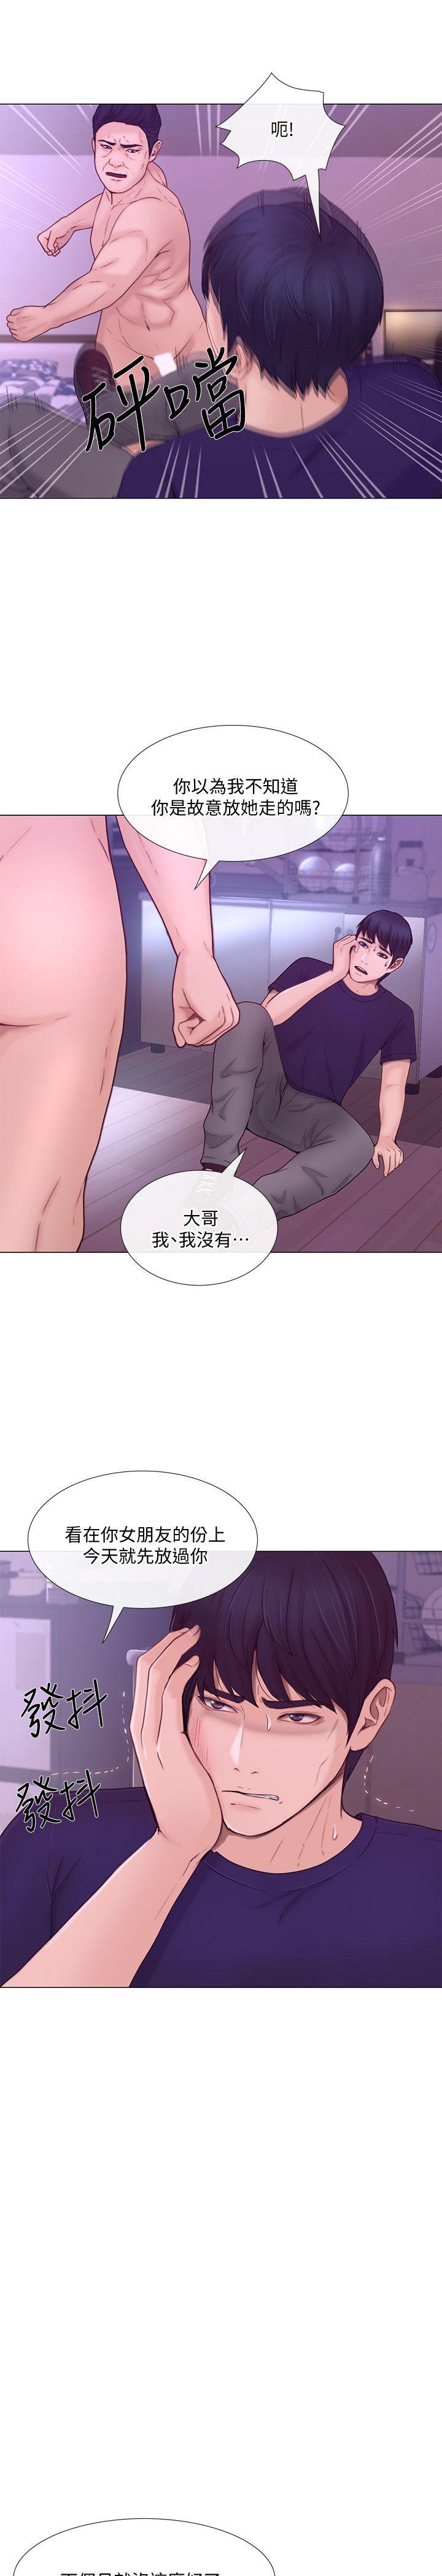 呃!
砰噹
你以為我不知道
你是故意放她走的嗎?
大哥
我、我沒有…
看在你女朋友的份上
今天就先放過你
發抖
發抖